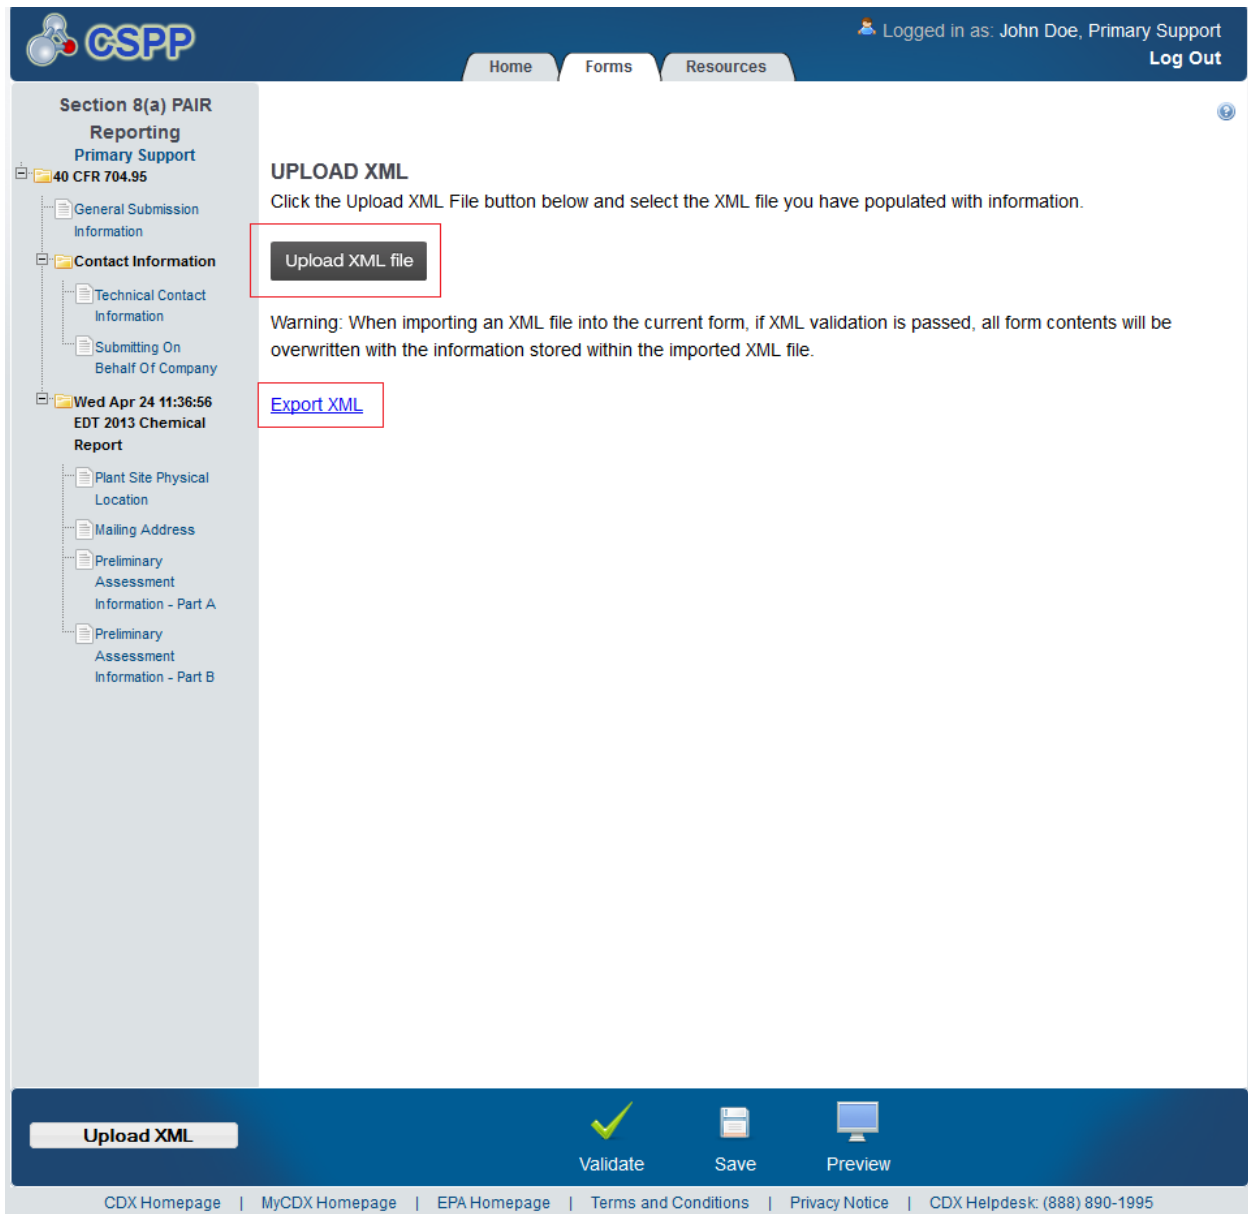 CSPP
Logged in as: John Doe, Primary Support
Log Out
Home
Forms
Resources
Section 8(a) PAIR
Reporting
Primary Support
40 CFR 704.95
General Submission
Information
Contact Information
Technical Contact
Information
Submitting On
Behalf Of Company
Wed Apr 24 11:36:56
EDT 2013 Chemical
Report
Plant Site Physical
Location
Mailing Address
Preliminary
Assessment
Information - Part A
Preliminary
Assessment
Information - Part B
?
UPLOAD XML
Click the Upload XML File button below and select the XML file you have populated with information.
Upload XML file
Warning: When importing an XML file into the current form, if XML validation is passed, all form contents will be
overwritten with the information stored within the imported XML file.
Export XML
Upload XML
Validate
Save
Preview
CDX Homepage | MyCDX Homepage | EPA Homepage | Terms and Conditions | Privacy Notice | CDX Helpdesk: (888) 890-1995